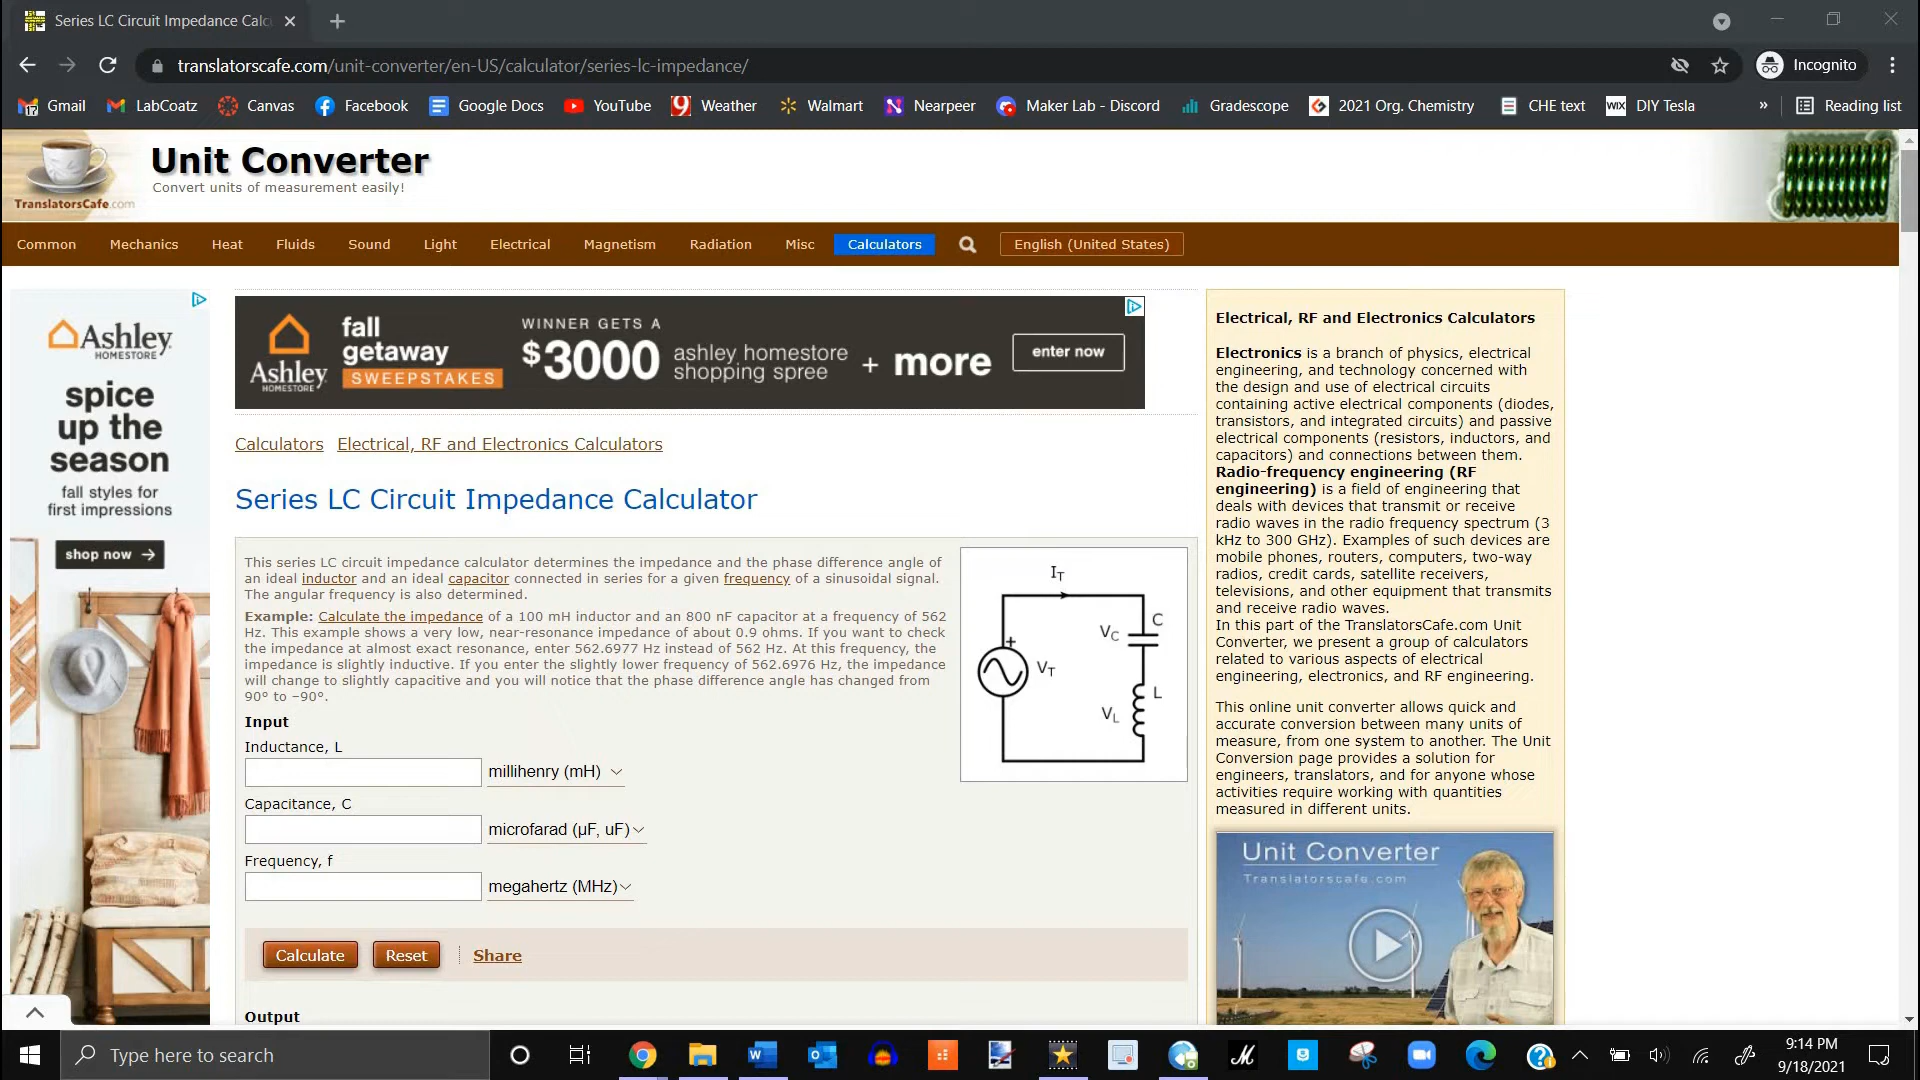 Series LC Circuit Impedance Calc
translatorscafe.com/unit-converter/en-US/calculator/series-lc-impedance/
Incognito
Gmail
LabCoatz
Canvas
Facebook
Google Docs
YouTube
Weather
Walmart
Nearpeer
Maker Lab - Discord
Gradescope
2021 Org. Chemistry
CHE text
WIX
DIY Tesla
»
Reading list
TranslatorsCafe.com
Unit Converter
Convert units of measurement easily!
Common
Mechanics
Heat
Fluids
Sound
Light
Electrical
Magnetism
Radiation
Misc
Calculators
English (United States)
Ashley
HOMESTORE
spice
up the
season
fall styles for
first impressions
shop now →
Ashley
HOMESTORE
fall
getaway
SWEEPSTAKES
WINNER GETS A
$3000
ashley homestore
shopping spree
+ more
enter now
Calculators
Electrical, RF and Electronics Calculators
Series LC Circuit Impedance Calculator
This series LC circuit impedance calculator determines the impedance and the phase difference angle of
an ideal inductor and an ideal capacitor connected in series for a given frequency of a sinusoidal signal.
The angular frequency is also determined.
Example: Calculate the impedance of a 100 mH inductor and an 800 nF capacitor at a frequency of 562
Hz. This example shows a very low, near-resonance impedance of about 0.9 ohms. If you want to check
the impedance at almost exact resonance, enter 562.6977 Hz instead of 562 Hz. At this frequency, the
impedance is slightly inductive. If you enter the slightly lower frequency of 562.6976 Hz, the impedance
will change to slightly capacitive and you will notice that the phase difference angle has changed from
90° to −90°.
Input
Inductance, L
millihenry (mH)
Capacitance, C
microfarad (μF, uF)
Frequency, f
megahertz (MHz)
Calculate
Reset
Share
Output
IT
C
VC
+
VT
L
VL
Electrical, RF and Electronics Calculators
Electronics is a branch of physics, electrical
engineering, and technology concerned with
the design and use of electrical circuits
containing active electrical components (diodes,
transistors, and integrated circuits) and passive
electrical components (resistors, inductors, and
capacitors) and connections between them.
Radio-frequency engineering (RF
engineering) is a field of engineering that
deals with devices that transmit or receive
radio waves in the radio frequency spectrum (3
kHz to 300 GHz). Examples of such devices are
mobile phones, routers, computers, two-way
radios, credit cards, satellite receivers,
televisions, and other equipment that transmits
and receive radio waves.
In this part of the TranslatorsCafe.com Unit
Converter, we present a group of calculators
related to various aspects of electrical
engineering, electronics, and RF engineering.
This online unit converter allows quick and
accurate conversion between many units of
measure, from one system to another. The Unit
Conversion page provides a solution for
engineers, translators, and for anyone whose
activities require working with quantities
measured in different units.
Unit Converter
Translatorscafe.com
Type here to search
9:14 PM
9/18/2021